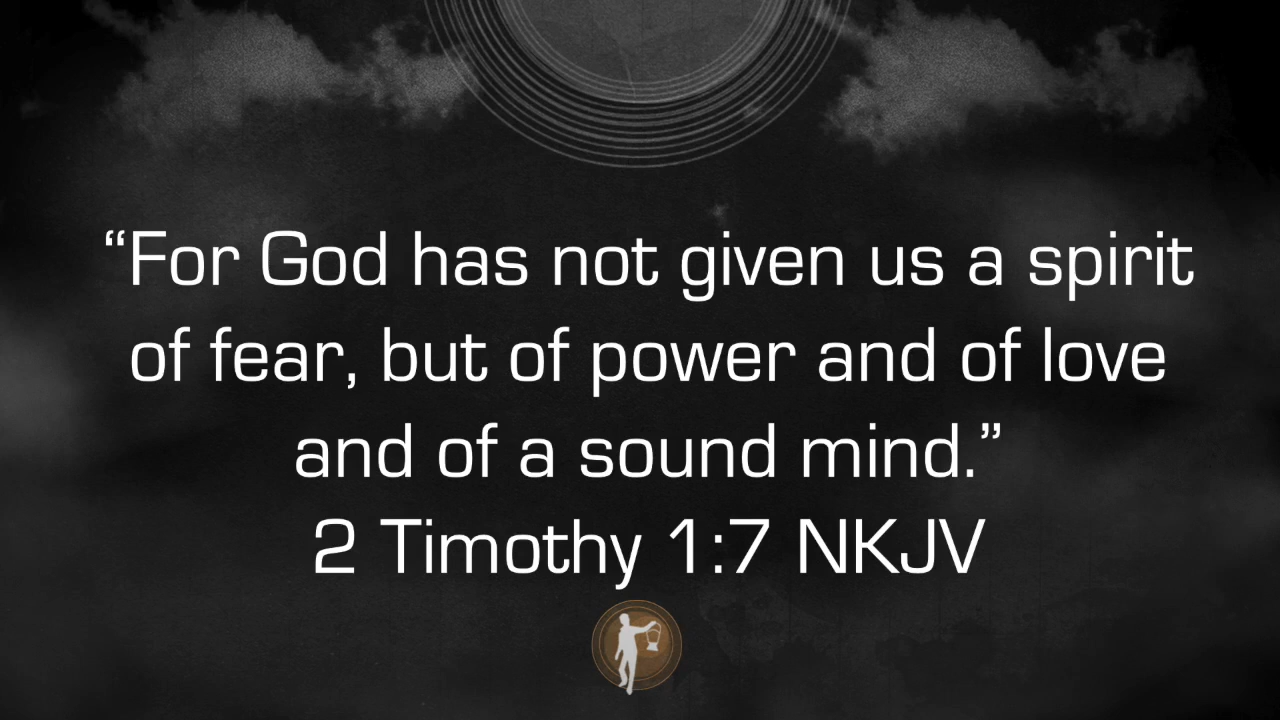 “For God has not given us a spirit
of fear, but of power and of love
and of a sound mind.”
2 Timothy 1:7 NKJV